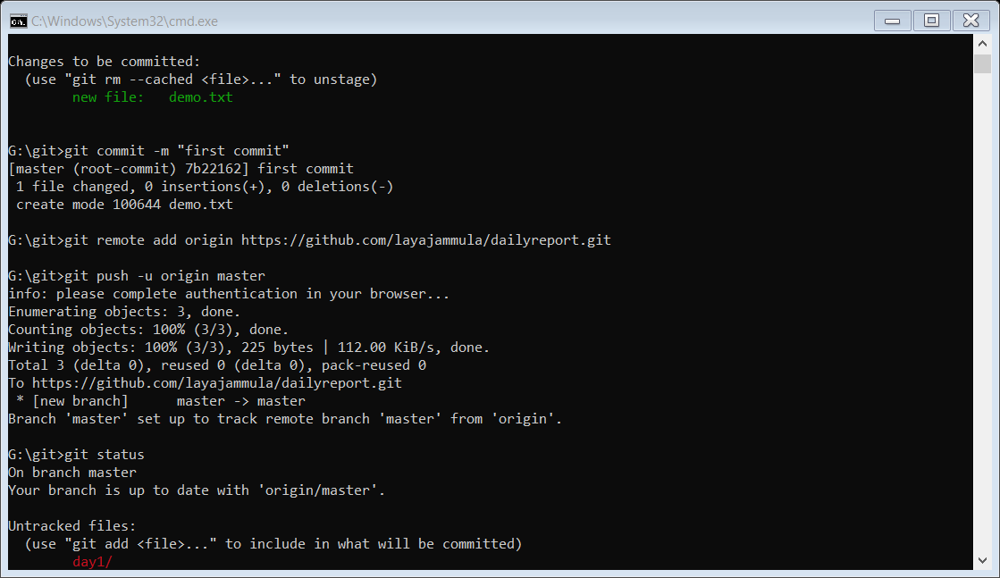 C:\Windows\System32\cmd.exe
Changes to be committed:
  (use "git rm --cached <file>..." to unstage)
        new file:   demo.txt
G:\git>git commit -m "first commit"
[master (root-commit) 7b22162] first commit
 1 file changed, 0 insertions(+), 0 deletions(-)
 create mode 100644 demo.txt
G:\git>git remote add origin https://github.com/layajammula/dailyreport.git
G:\git>git push -u origin master
info: please complete authentication in your browser...
Enumerating objects: 3, done.
Counting objects: 100% (3/3), done.
Writing objects: 100% (3/3), 225 bytes | 112.00 KiB/s, done.
Total 3 (delta 0), reused 0 (delta 0), pack-reused 0
To https://github.com/layajammula/dailyreport.git
 * [new branch]      master -> master
Branch 'master' set up to track remote branch 'master' from 'origin'.
G:\git>git status
On branch master
Your branch is up to date with 'origin/master'.
Untracked files:
  (use "git add <file>..." to include in what will be committed)
        day1/